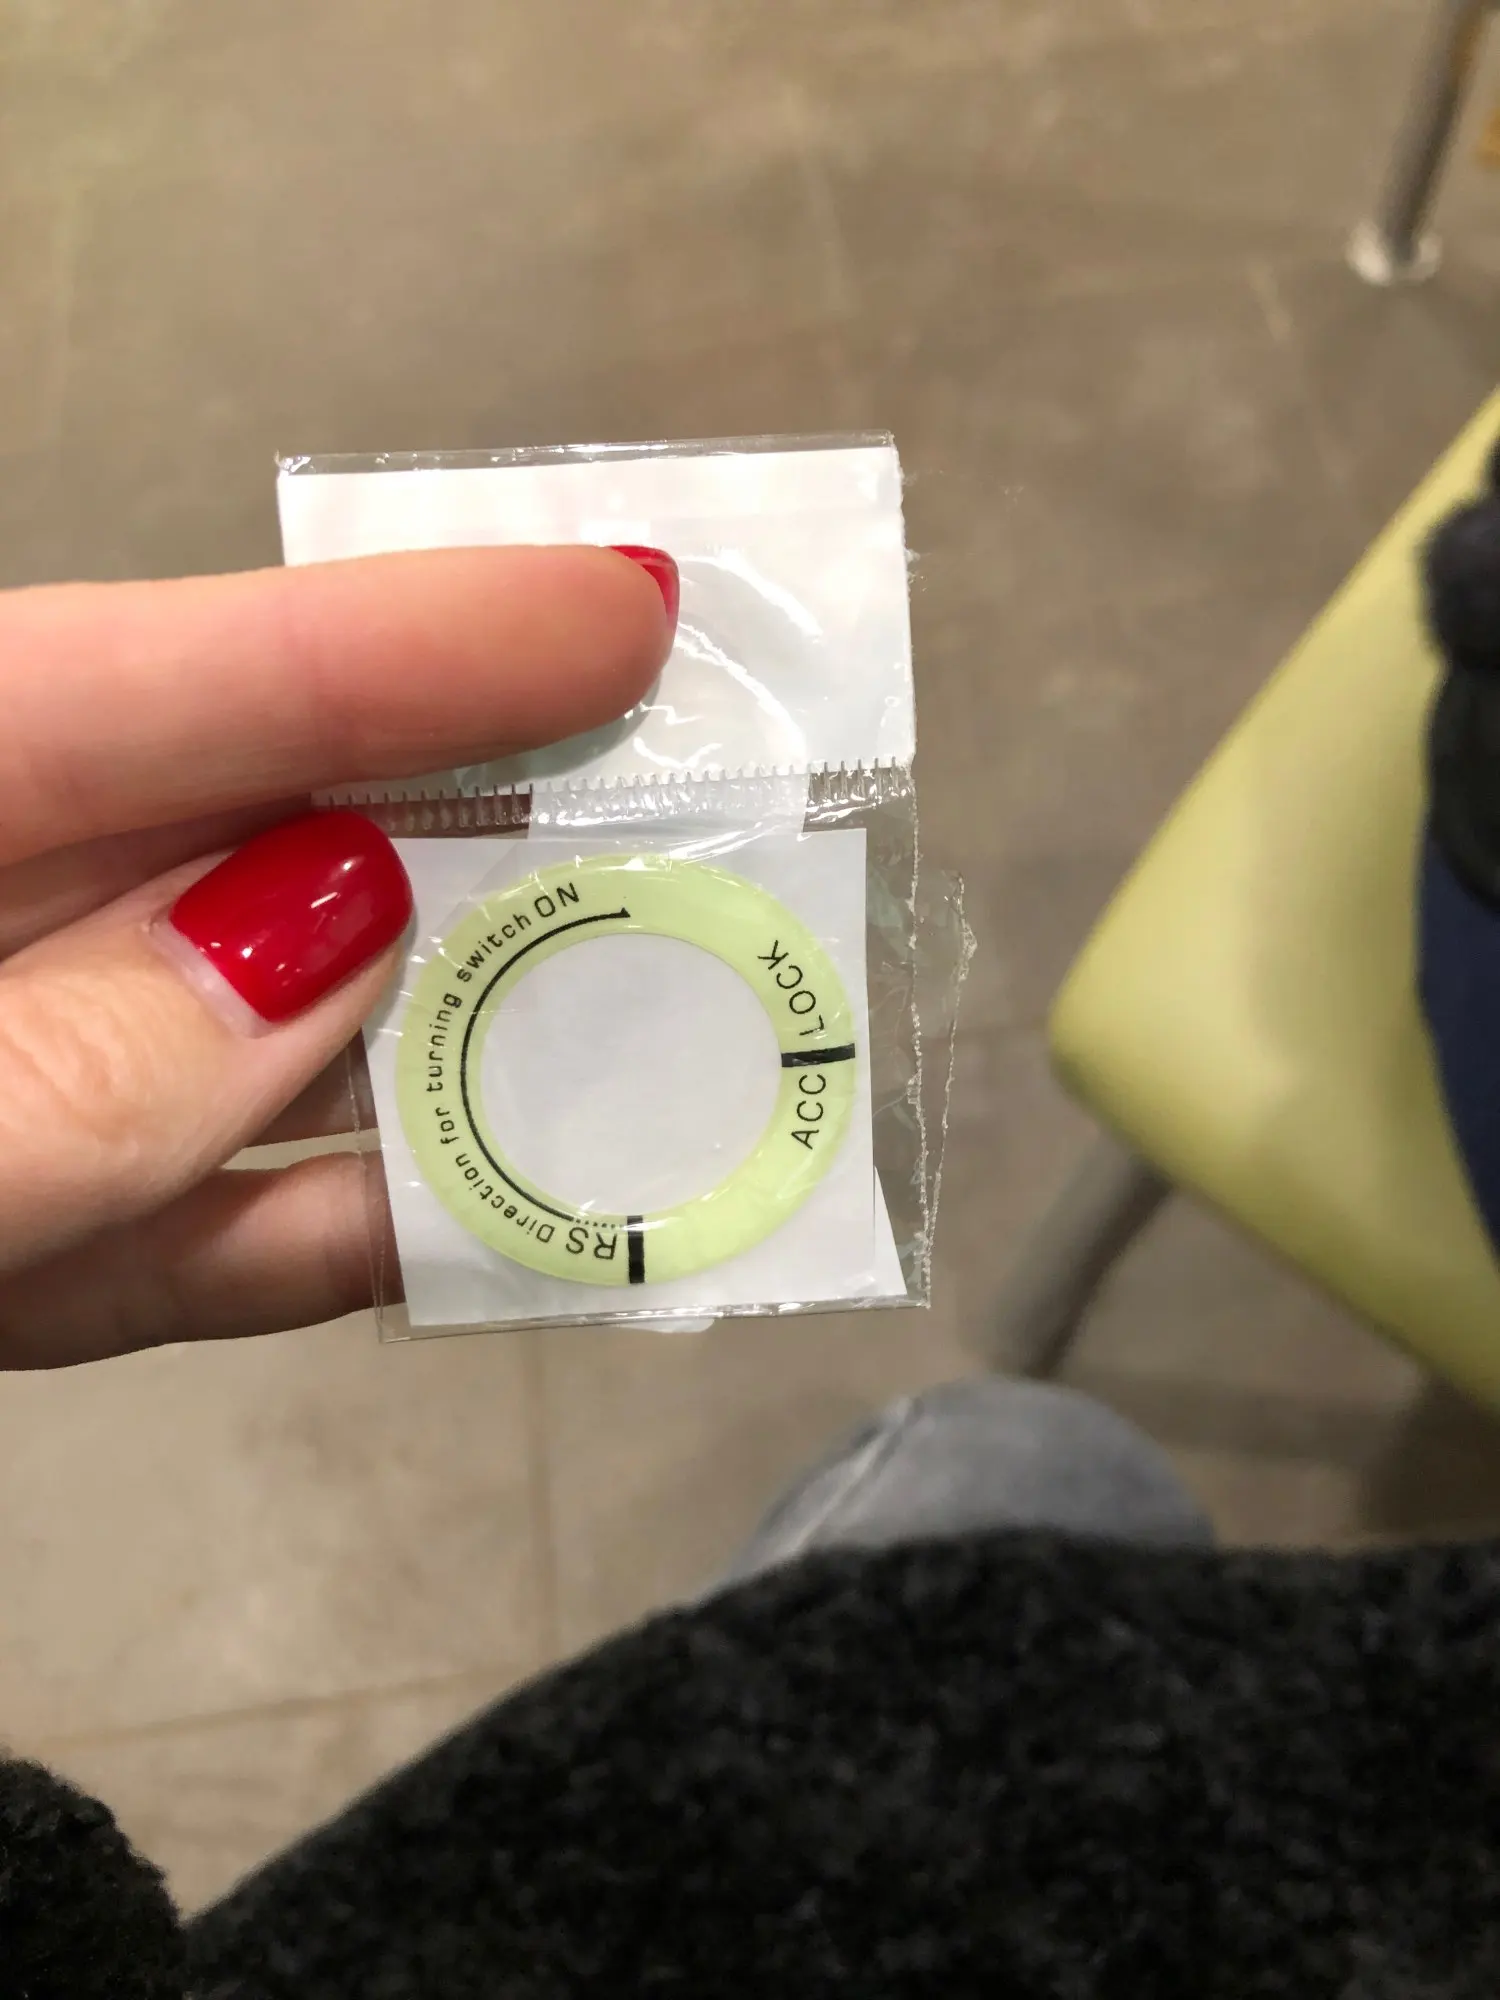 LOCK
ACC
RS Direction for turning switch ON